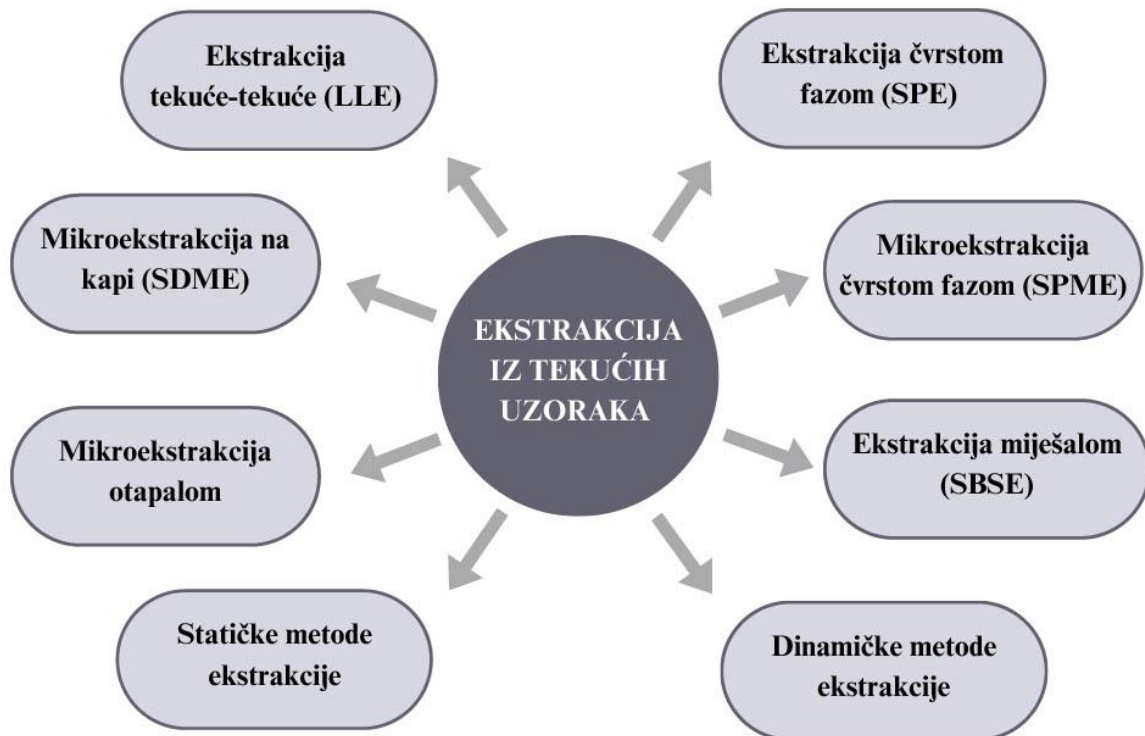 Ekstrakcija
tekuće-tekuće (LLE)
Ekstrakcija čvrstom
fazom (SPE)
Mikroekstrakcija na
kapi (SDME)
Mikroekstrakcija
čvrstom fazom (SPME)
EKSTRAKCIJA
IZ TEKUĆIH
UZORAKA
Mikroekstrakcija
otapalom
Ekstrakcija miješalom
(SBSE)
Statičke metode
ekstrakcije
Dinamičke metode
ekstrakcije